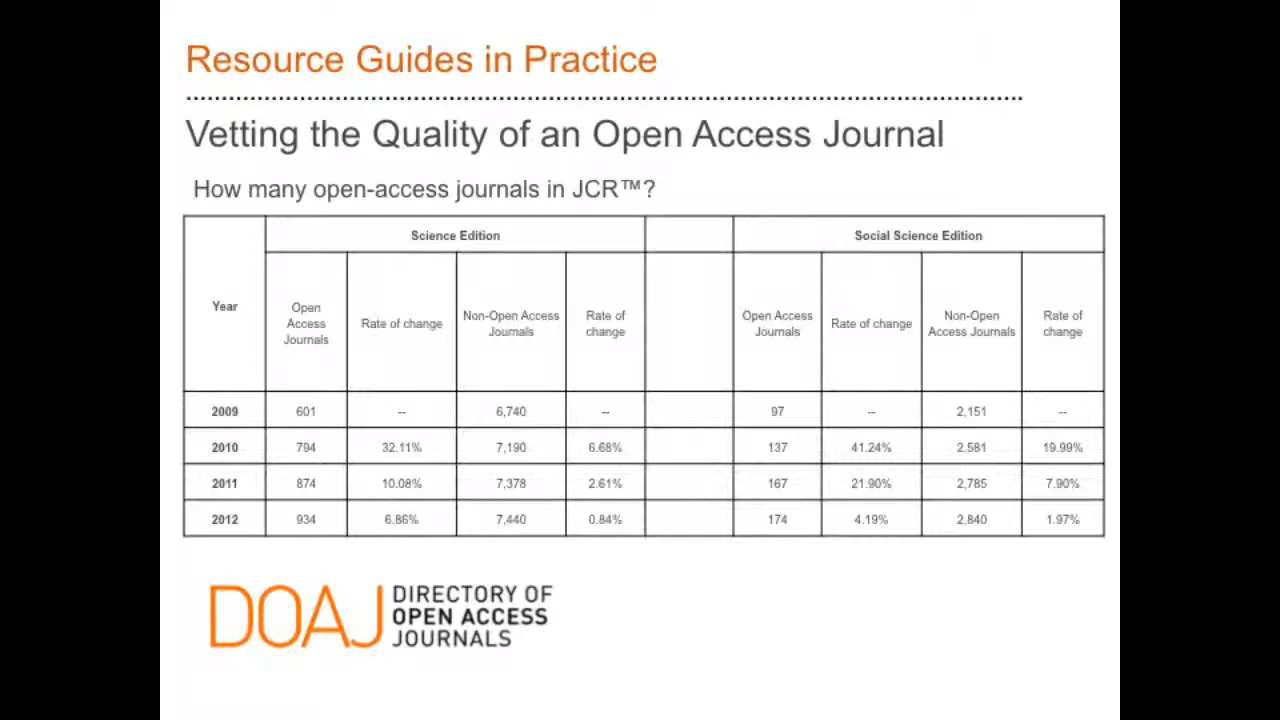 Resource Guides in Practice
Vetting the Quality of an Open Access Journal
How many open-access journals in JCR™?
Year Science Edition Social Science Edition
Open Access Journals Rate of change Non-Open Access Journals Rate of change Open Access Journals Rate of change Non-Open Access Journals Rate of change
2009 601 -- 6,740 -- 97 -- 2,151 --
2010 794 32.11% 7,190 6.68% 137 41.24% 2,581 19.99%
2011 874 10.08% 7,378 2.61% 167 21.90% 2,785 7.90%
2012 934 6.86% 7,440 0.84% 174 4.19% 2,840 1.97%
DOAJ DIRECTORY OF
OPEN ACCESS
JOURNALS